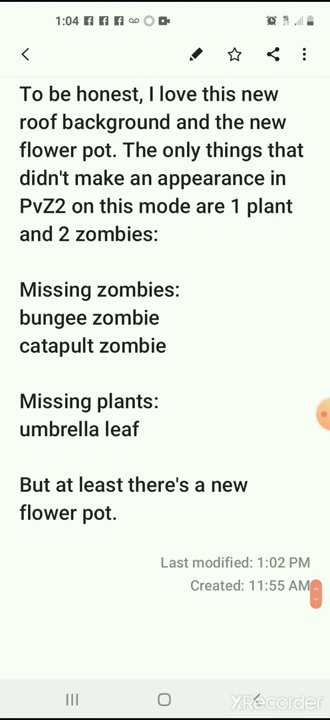 1:04
To be honest, I love this new
roof background and the new
flower pot. The only things that
didn't make an appearance in
PvZ2 on this mode are 1 plant
and 2 zombies:
Missing zombies:
bungee zombie
catapult zombie
Missing plants:
umbrella leaf
But at least there's a new
flower pot.
Last modified: 1:02 PM
Created: 11:55 AM
XRecorder